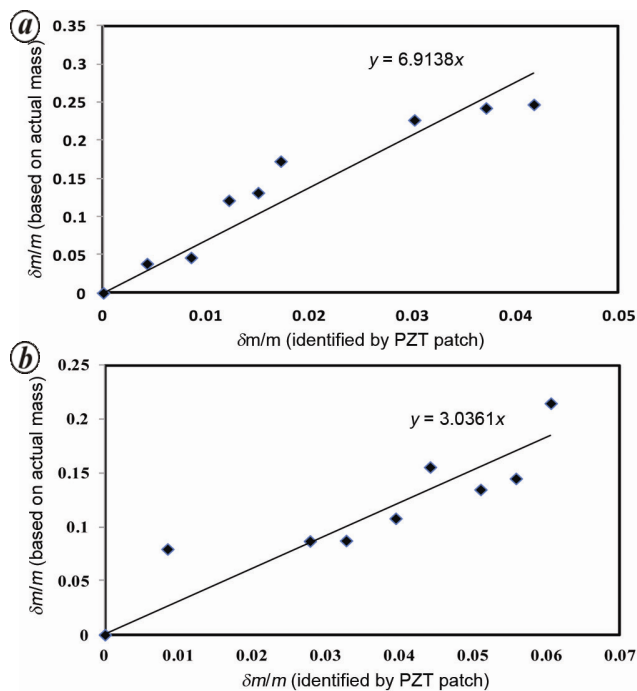 a
δm/m (based on actual mass)
0.35
0.3
0.25
0.2
0.15
0.1
0.05
0
y = 6.9138x
0 0.01 0.02 0.03 0.04 0.05
δm/m (identified by PZT patch)
b
δm/m (based on actual mass)
0.25
0.2
0.15
0.1
0.05
0
y = 3.0361x
0 0.01 0.02 0.03 0.04 0.05 0.06 0.07
δm/m (identified by PZT patch)